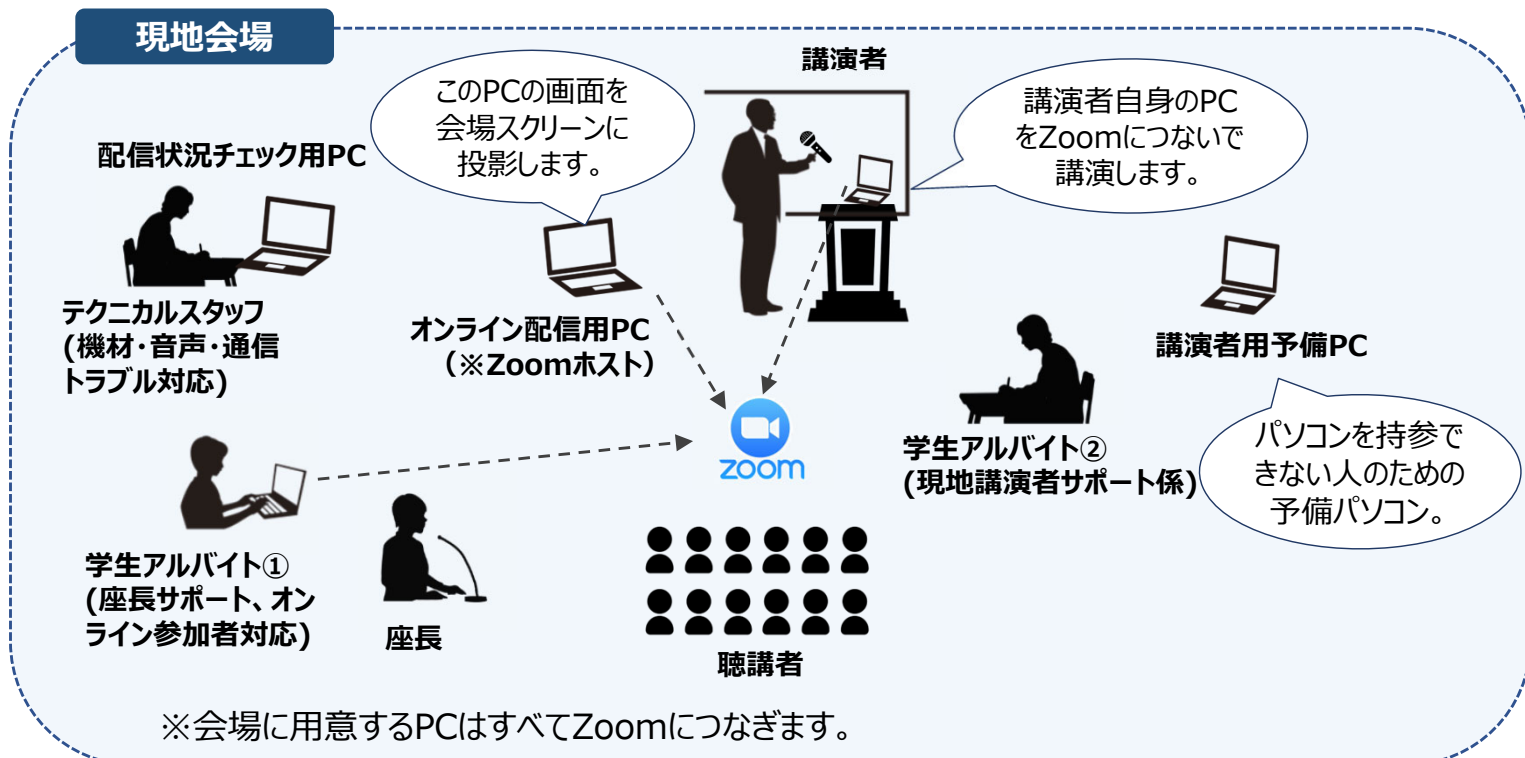 現地会場
講演者
このPCの画面を
会場スクリーンに
投影します。
講演者自身のPC
をZoomにつないで
講演します。
配信状況チェック用PC
テクニカルスタッフ
(機材・音声・通信
トラブル対応)
オンライン配信用PC
(※Zoomホスト)
講演者用予備PC
zoom
学生アルバイト②
(現地講演者サポート係)
パソコンを持参で
きない人のための
予備パソコン。
学生アルバイト①
(座長サポート、オン
ライン参加者対応)
座長
聴講者
※会場に用意するPCはすべてZoomにつなぎます。